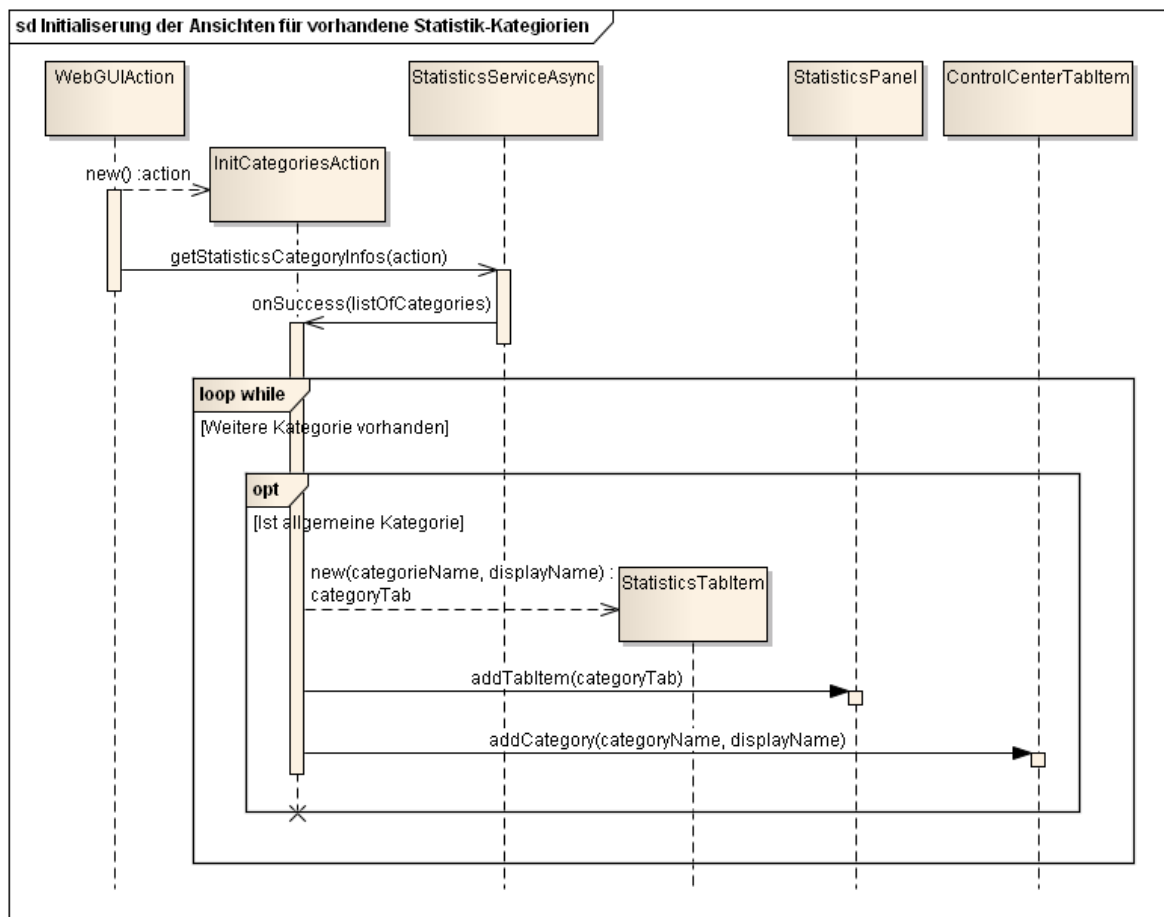 sd Initialiserung der Ansichten für vorhandene Statistik-Kategiorien
WebGUIAction
StatisticsServiceAsync
StatisticsPanel
ControlCenterTabItem
InitCategoriesAction
new() :action
getStatisticsCategoryInfos(action)
onSuccess(listOfCategories)
loop while
[Weitere Kategorie vorhanden]
opt
[Ist allgemeine Kategorie]
new(categorieName, displayName) :
categoryTab
StatisticsTabItem
addTabItem(categoryTab)
addCategory(categoryName, displayName)